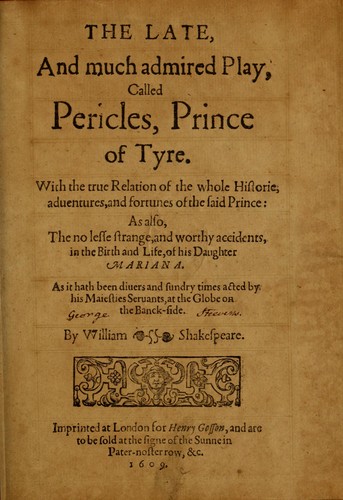 THE LATE,
And much admired Play,
Called
Pericles, Prince
of Tyre.
With the true Relation of the whole Hiſtorie,
aduentures, and fortunes of the ſaid Prince:
As alſo,
The no leſſe ſtrange, and worthy accidents,
in the Birth and Life, of his Daughter
MARIANA.
As it hath been diuers and ſundry times acted by
his Maieſties Seruants, at the Globe on
George the Banck-ſide. Steevens.
By William Shakeſpeare.
Imprinted at London for Henry Goſſon, and are
to be ſold at the ſigne of the Sunne in
Pater-noſter row, &c.
1609.